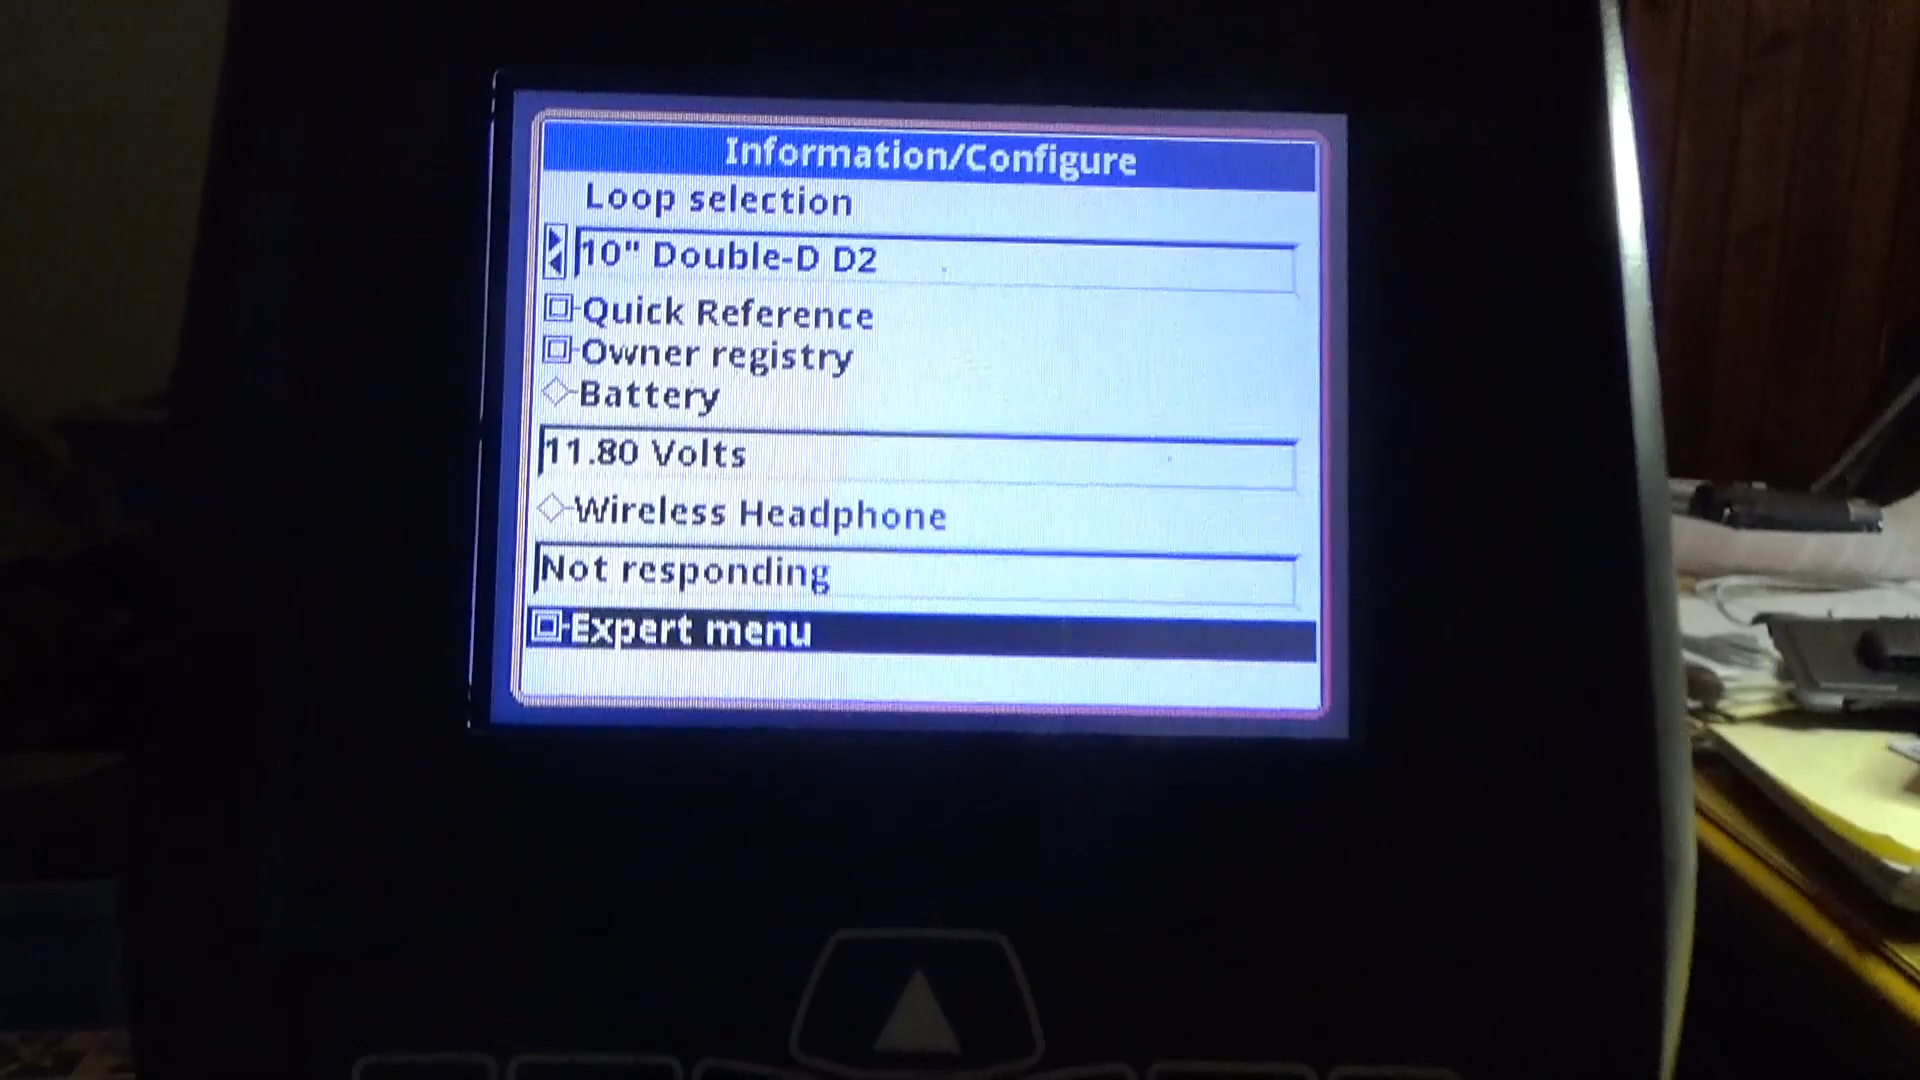 Information/Configure
Loop selection
10" Double-D D2
Quick Reference
Owner registry
Battery
11.80 Volts
Wireless Headphone
Not responding
Expert menu